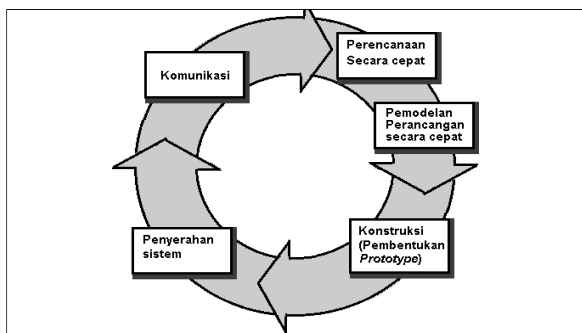 Komunikasi
Perencanaan
Secara cepat
Pemodelan
Perancangan
secara cepat
Konstruksi
(Pembentukan
Prototype)
Penyerahan
sistem